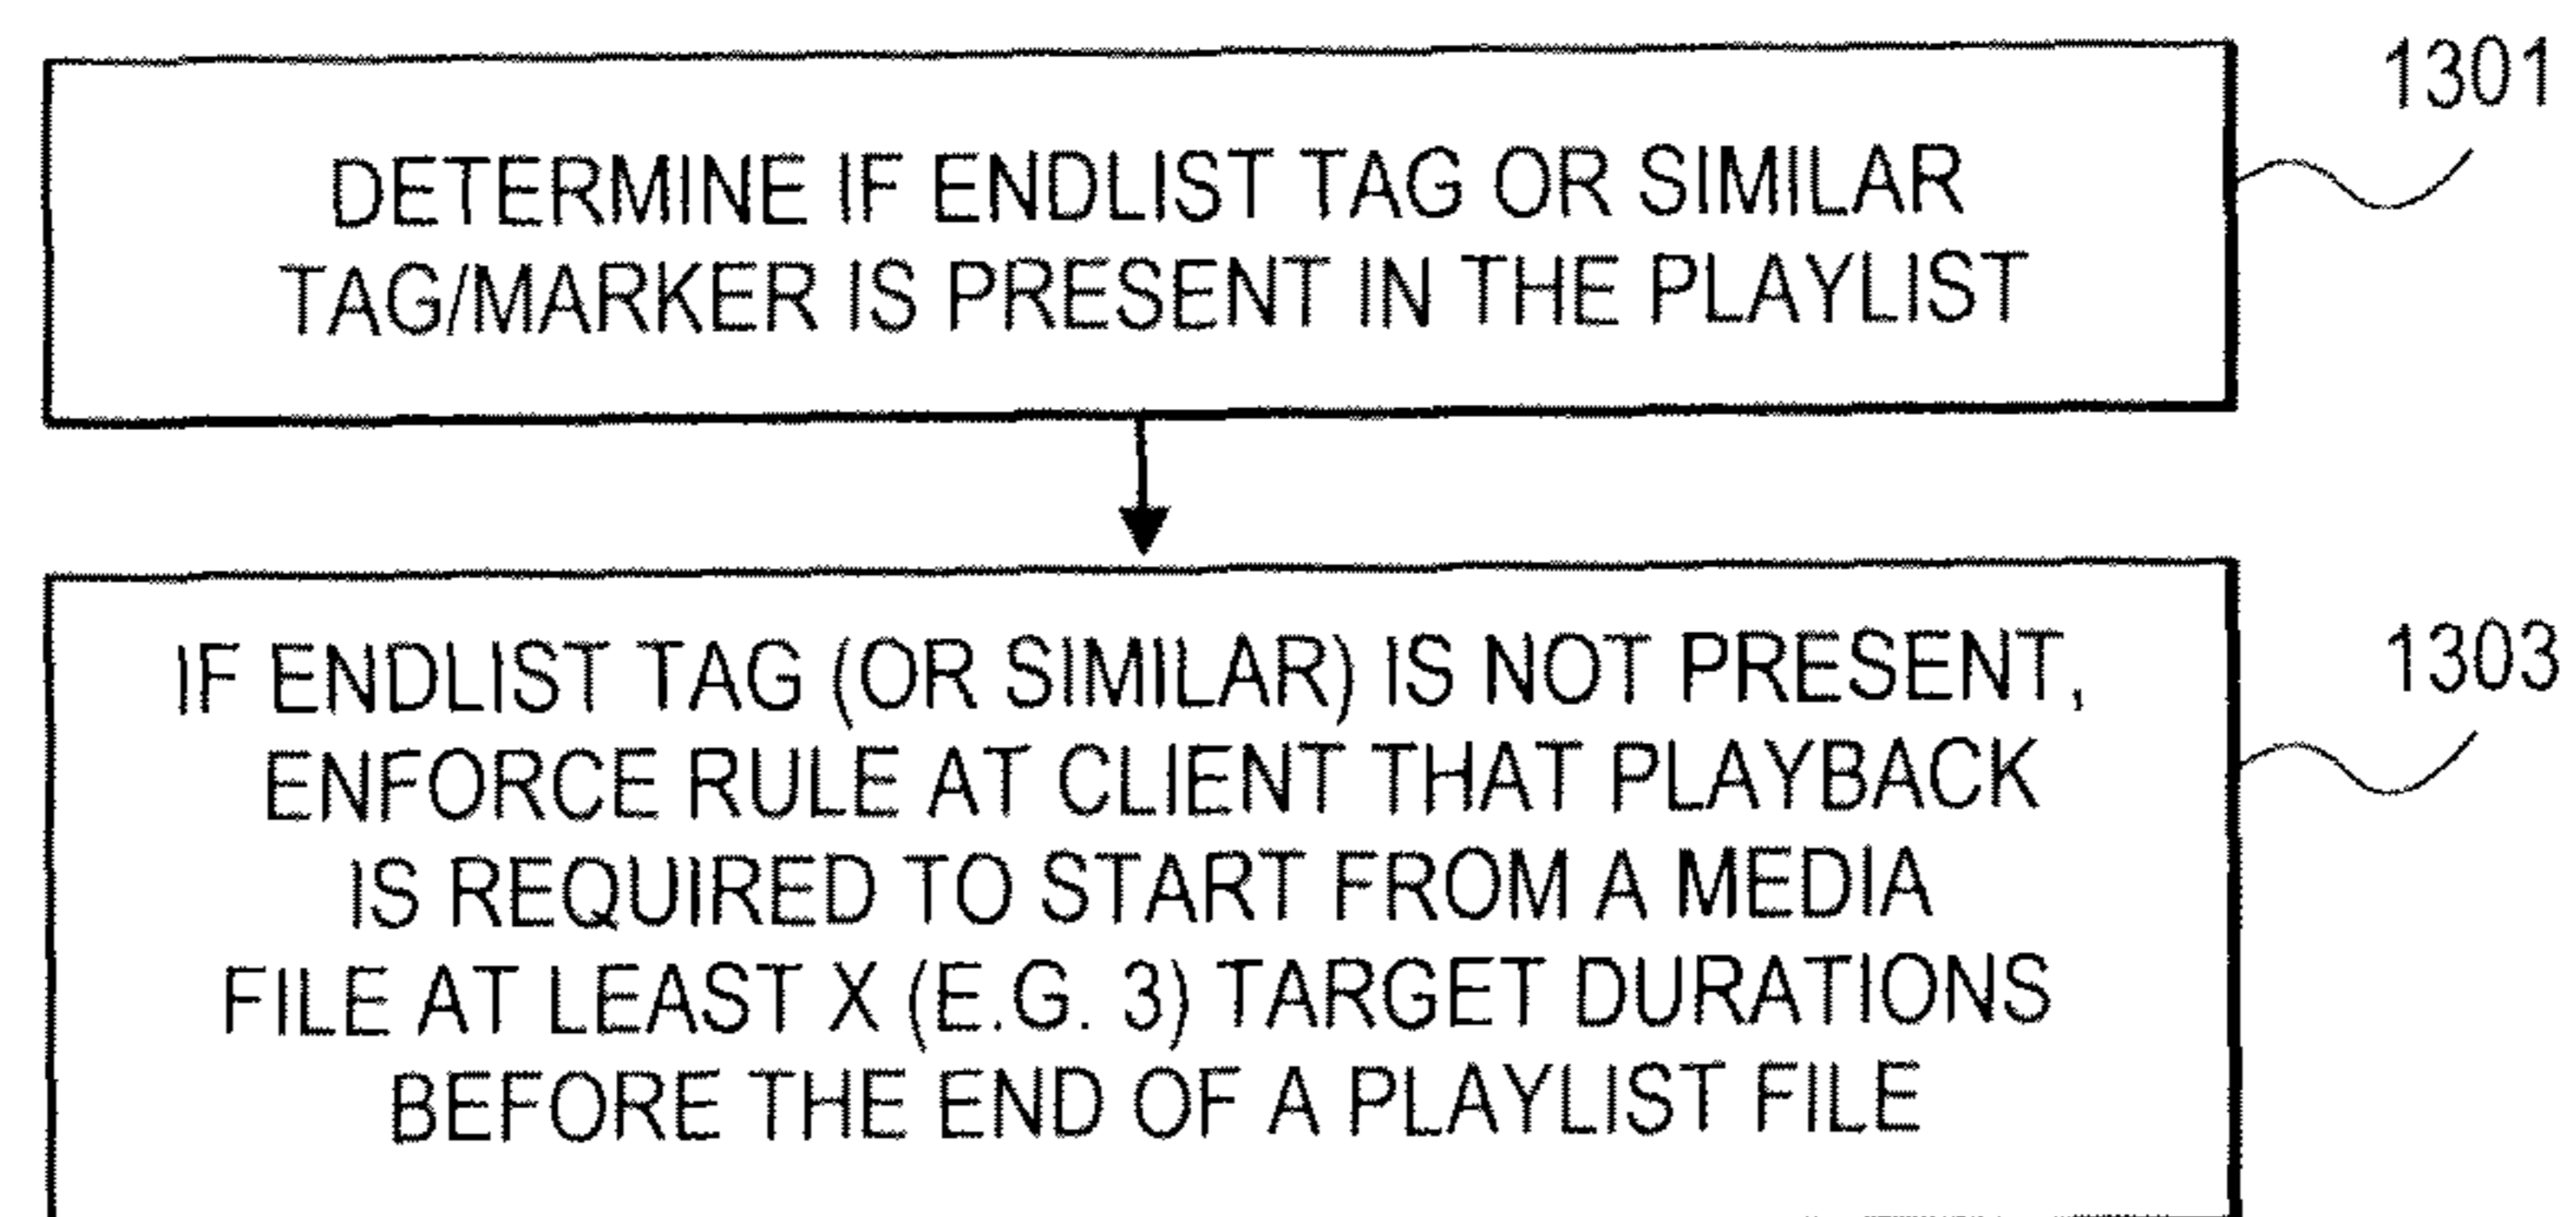 1301
DETERMINE IF ENDLIST TAG OR SIMILAR
TAG/MARKER IS PRESENT IN THE PLAYLIST
1303
IF ENDLIST TAG (OR SIMILAR) IS NOT PRESENT,
ENFORCE RULE AT CLIENT THAT PLAYBACK
IS REQUIRED TO START FROM A MEDIA
FILE AT LEAST X (E.G. 3) TARGET DURATIONS
BEFORE THE END OF A PLAYLIST FILE